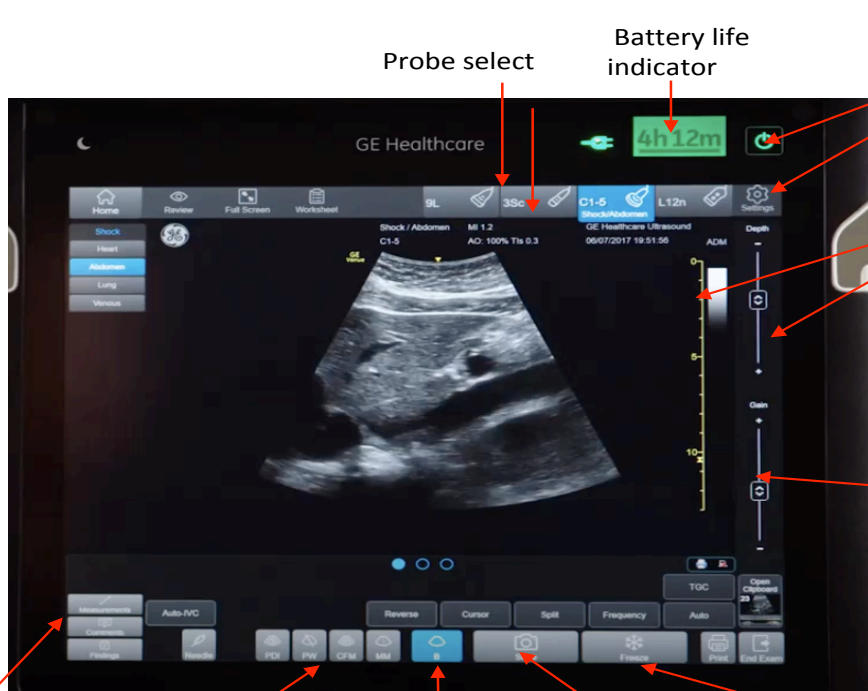 Battery life
Probe select
indicator
GE Healthcare
4h 12m
Home
Review
Full Screen
Worksheet
9L
3Sc
C1-5
Shock/Abdomen
L12n
Settings
Shock
Heart
Abdomen
Lung
Venous
Shock / Abdomen
MI 1.2
C1-5
AO: 100% TIs 0.3
GE Healthcare Ultrasound
06/07/2017 19:51:56
ADM
GE
Venue
Depth
-
+
0
5
10
Gain
+
-
TGC
Open
Clipboard
23
Measurements
Comments
Findings
Auto-IVC
Reverse
Cursor
Split
Frequency
Auto
Needle
PDI
PW
CFM
MM
B
Freeze
Print
End Exam